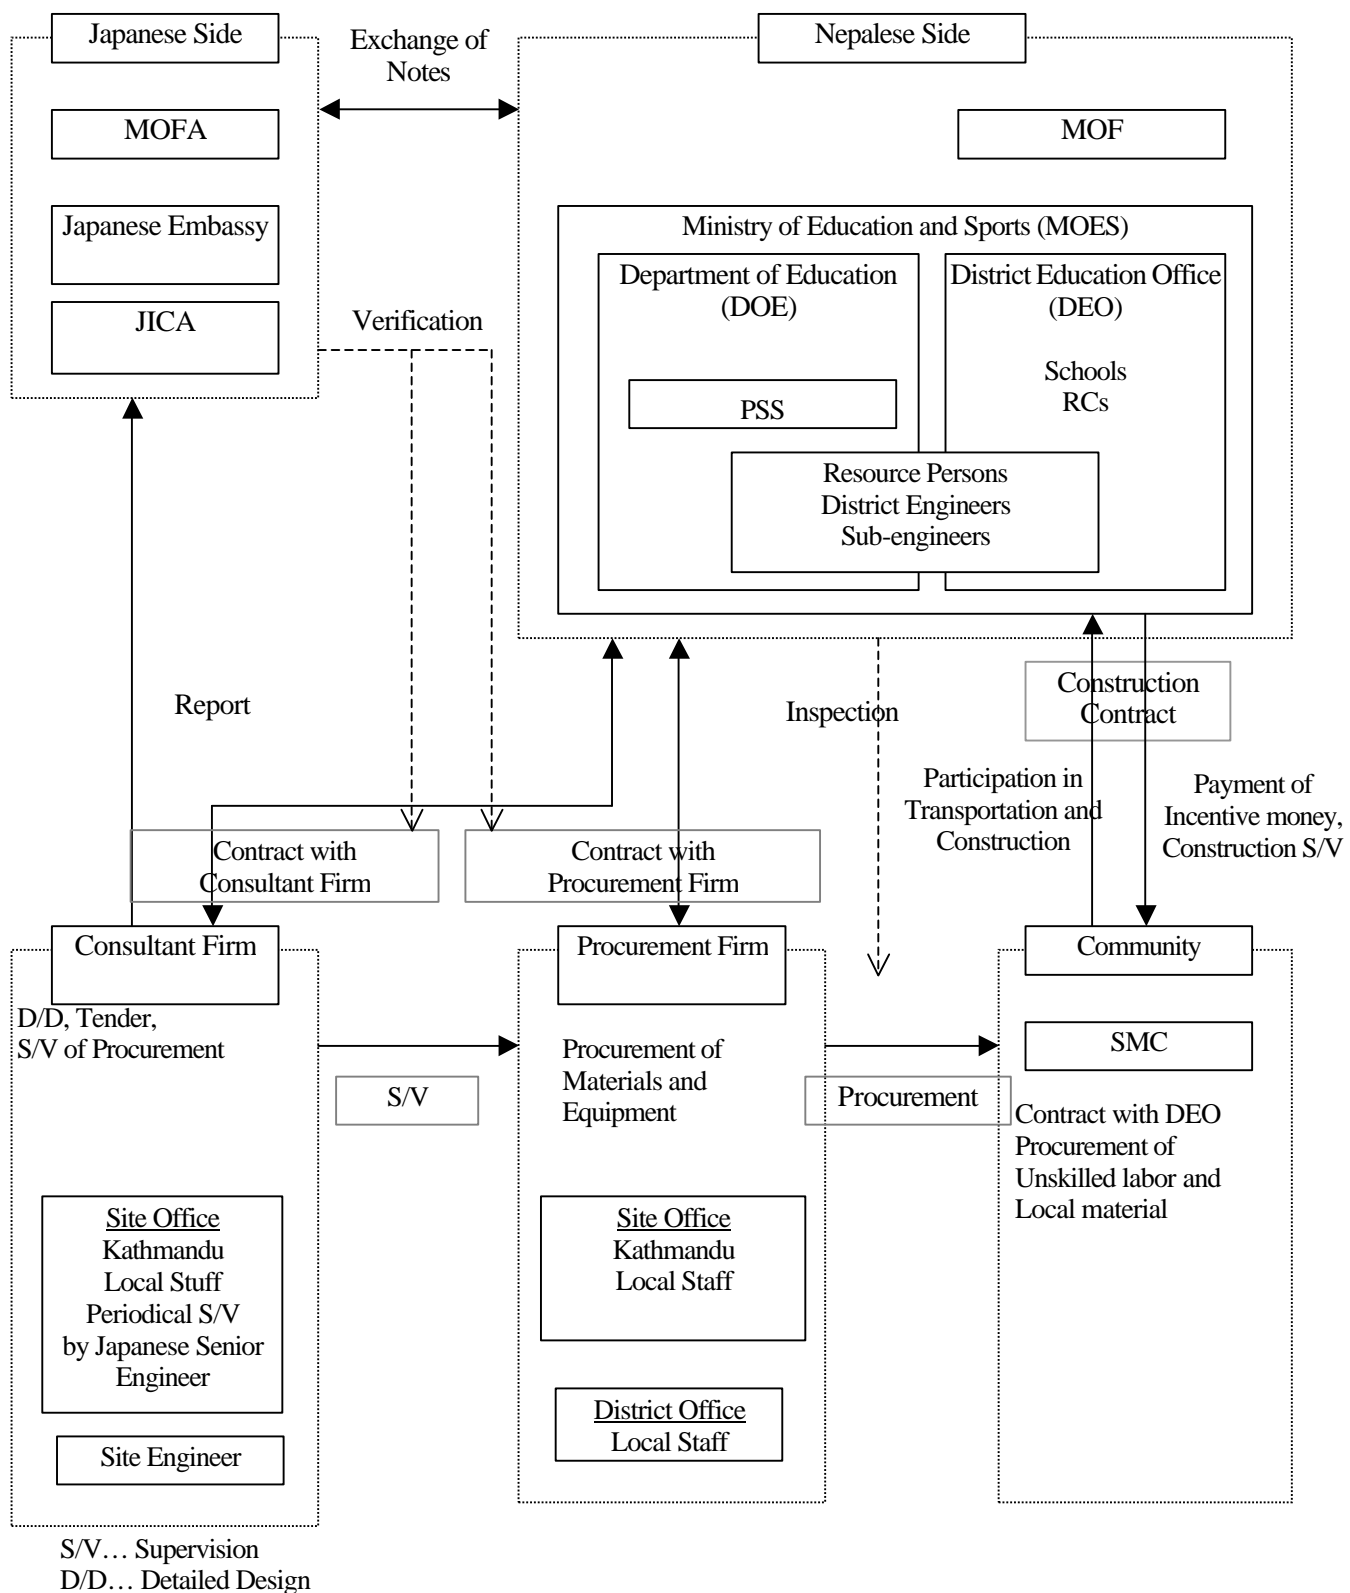 Japanese Side
Exchange of
Notes
Nepalese Side
MOFA
MOF
Japanese Embassy
JICA
Verification
Ministry of Education and Sports (MOES)
Department of Education
(DOE)
PSS
District Education Office
(DEO)
Schools
RCs
Resource Persons
District Engineers
Sub-engineers
Report
Inspection
Construction
Contract
Participation in
Transportation and
Construction
Payment of
Incentive money,
Construction S/V
Contract with
Consultant Firm
Contract with
Procurement Firm
Consultant Firm
D/D, Tender,
S/V of Procurement
S/V
Site Office
Kathmandu
Local Stuff
Periodical S/V
by Japanese Senior
Engineer
Site Engineer
Procurement Firm
Procurement of
Materials and
Equipment
Procurement
Site Office
Kathmandu
Local Staff
District Office
Local Staff
Community
SMC
Contract with DEO
Procurement of
Unskilled labor and
Local material
S/V… Supervision
D/D… Detailed Design